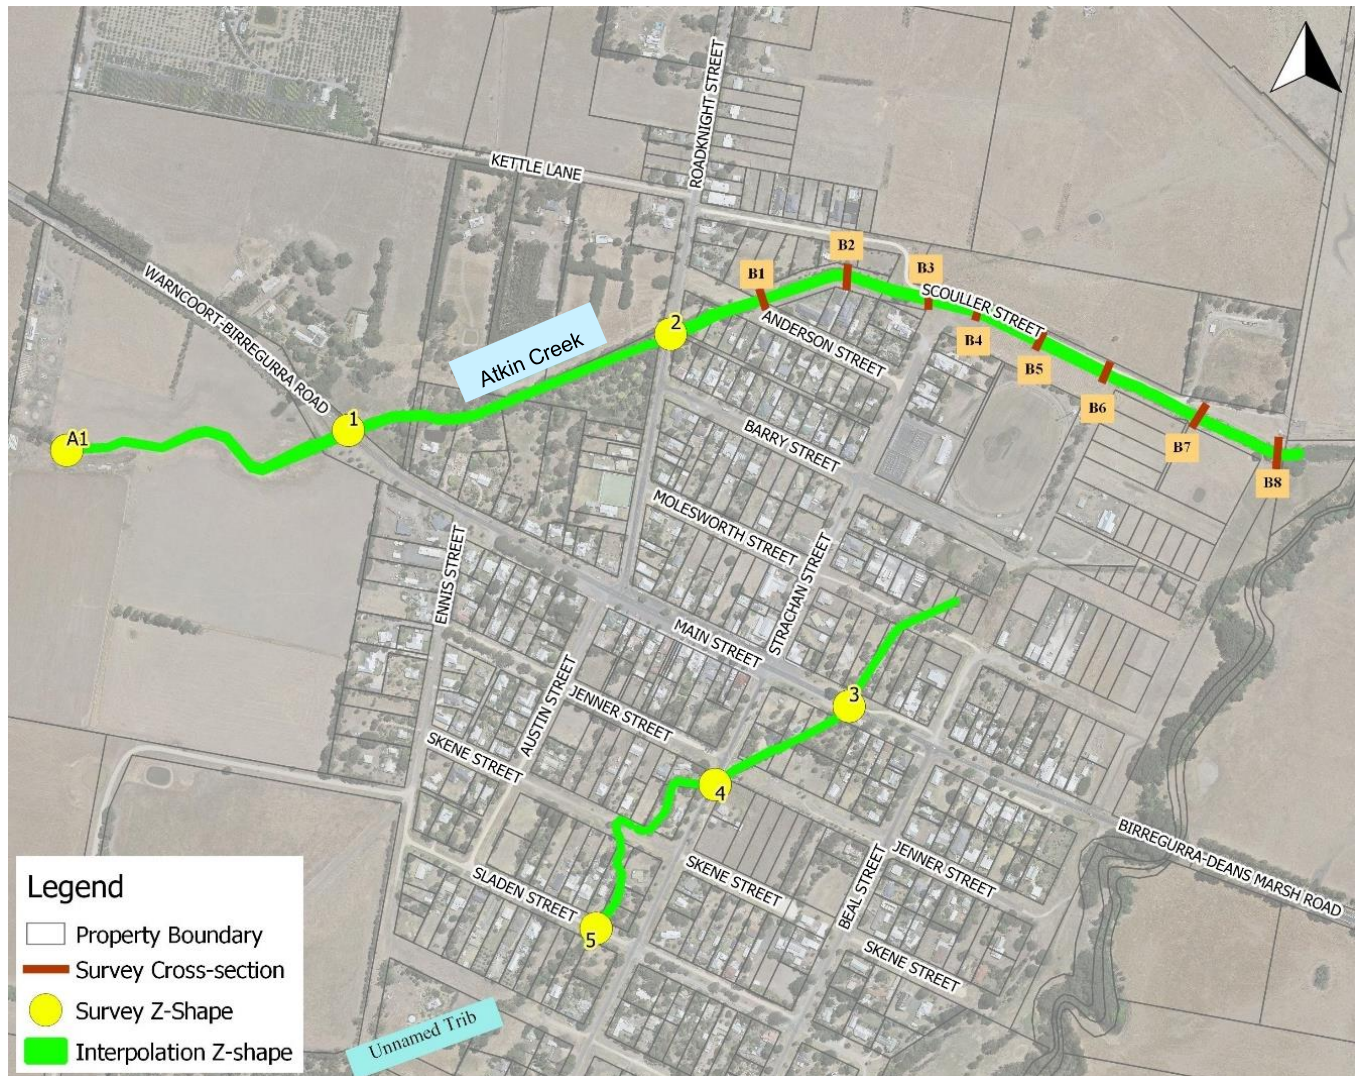 ROADKNIGHT STREET
KETTLE LANE
WARNCOORT-BIRREGURRA ROAD
B1
B2
B3
SCOULLER STREET
B4
B5
B6
B7
B8
ANDERSON STREET
2
Atkin Creek
1
A1
BARRY STREET
MOLESWORTH STREET
STRACHAN STREET
ENNIS STREET
MAIN STREET
3
AUSTIN STREET
JENNER STREET
SKENE STREET
4
BIRREGURRA-DEANS MARSH ROAD
JENNER STREET
SKENE STREET
BEAL STREET
SLADEN STREET
5
SKENE STREET
Unnamed Trib
Legend
Property Boundary
Survey Cross-section
Survey Z-Shape
Interpolation Z-shape